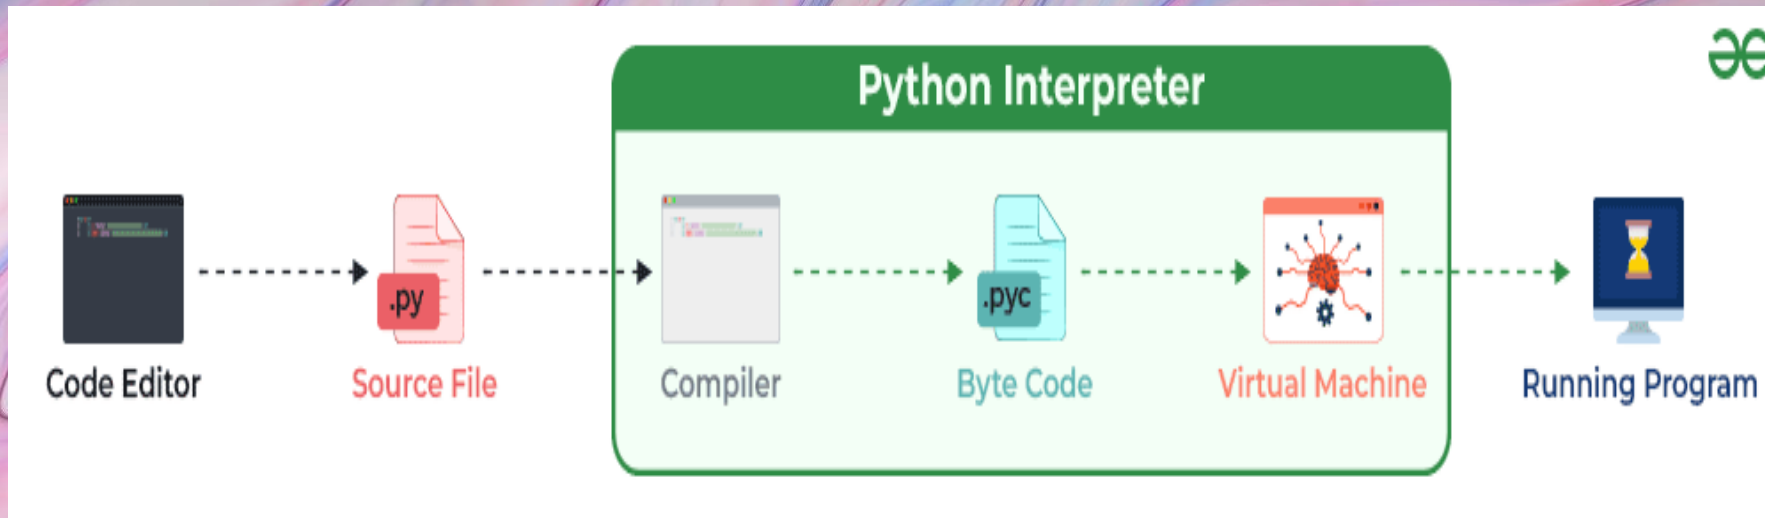 Python Interpreter
.py
.pyc
Code Editor
Source File
Compiler
Byte Code
Virtual Machine
Running Program